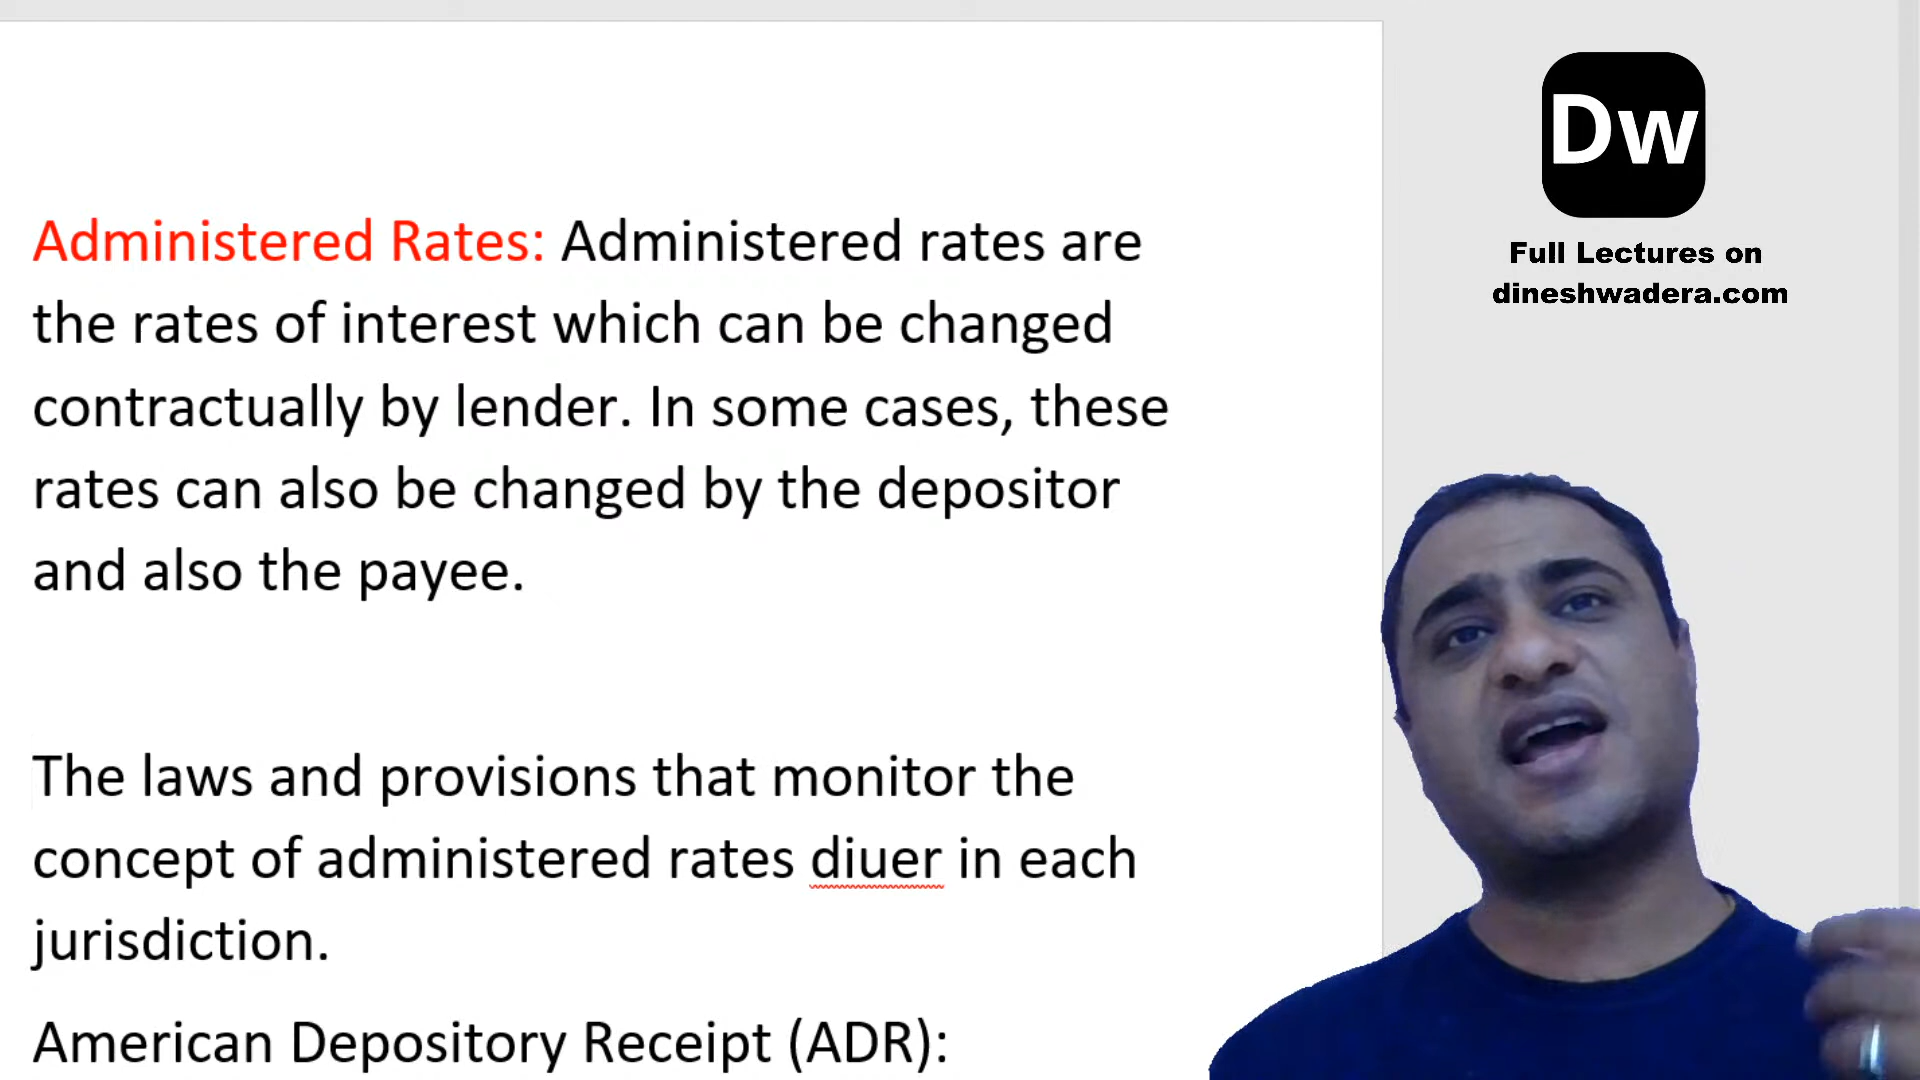 Administered Rates: Administered rates are
the rates of interest which can be changed
contractually by lender. In some cases, these
rates can also be changed by the depositor
and also the payee.
The laws and provisions that monitor the
concept of administered rates diuer in each
jurisdiction.
American Depository Receipt (ADR):
Dw
Full Lectures on
dineshwadera.com